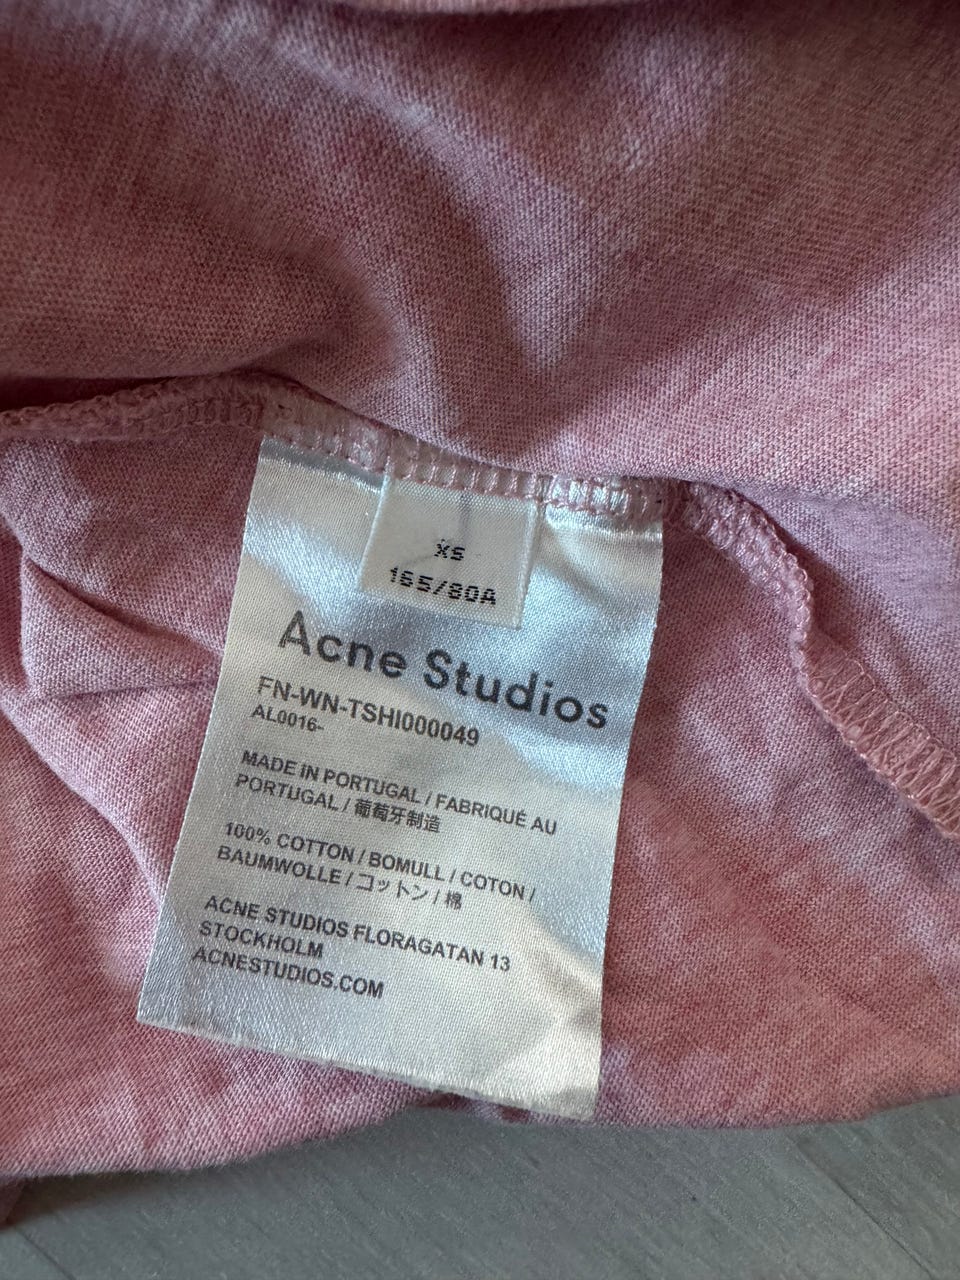 XS
165/80A
Acne Studios
FN-WN-TSHI000049
AL0016-
MADE IN PORTUGAL / FABRIQUÉ AU
PORTUGAL / 葡萄牙制造
100% COTTON / BOMULL / COTON /
BAUMWOLLE / コットン / 棉
ACNE STUDIOS FLORAGATAN 13
STOCKHOLM
ACNESTUDIOS.COM